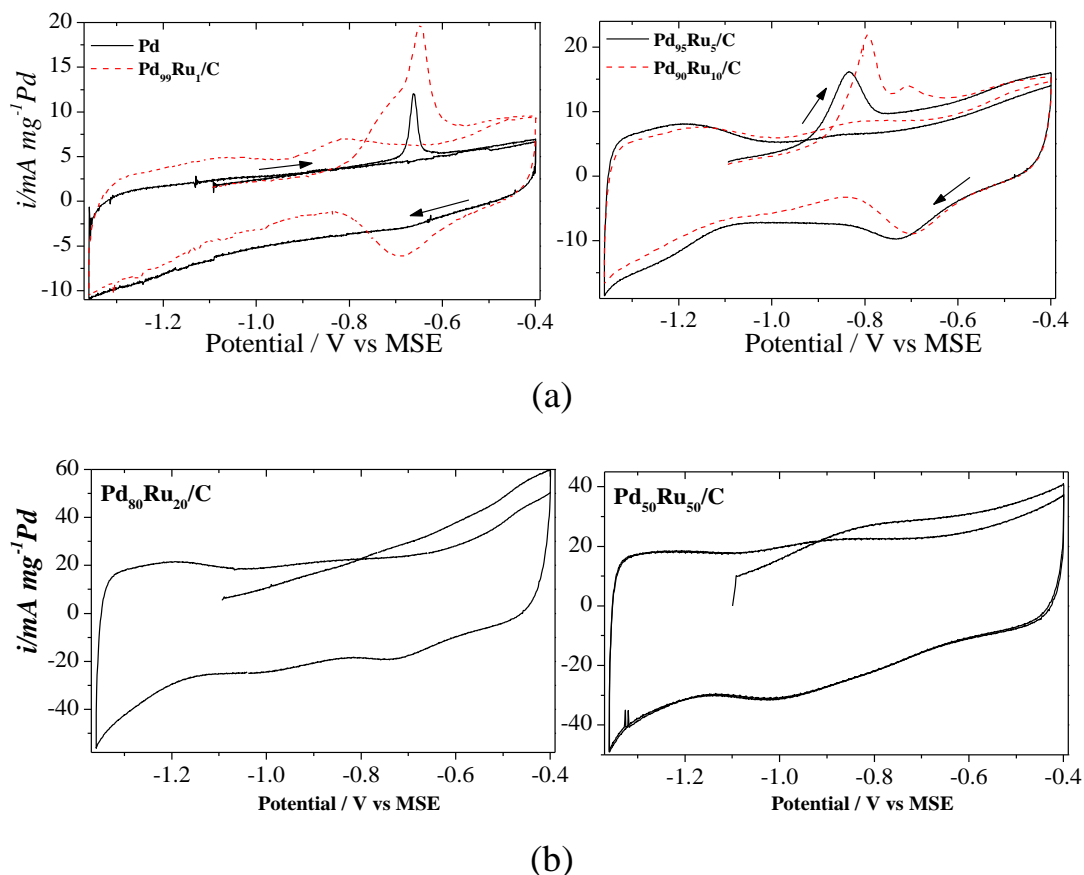 20
15
10
5
0
-5
-10
i/mA mg⁻¹Pd
Pd
Pd₉₉Ru₁/C
-1.2 -1.0 -0.8 -0.6 -0.4
Potential / V vs MSE
20
10
0
-10
Pd₉₅Ru₅/C
Pd₉₀Ru₁₀/C
-1.2 -1.0 -0.8 -0.6 -0.4
Potential / V vs MSE
(a)
60
40
20
0
-20
-40
i/mA mg⁻¹Pd
Pd₈₀Ru₂₀/C
-1.2 -1.0 -0.8 -0.6 -0.4
Potential / V vs MSE
40
20
0
-20
-40
Pd₅₀Ru₅₀/C
-1.2 -1.0 -0.8 -0.6 -0.4
Potential / V vs MSE
(b)